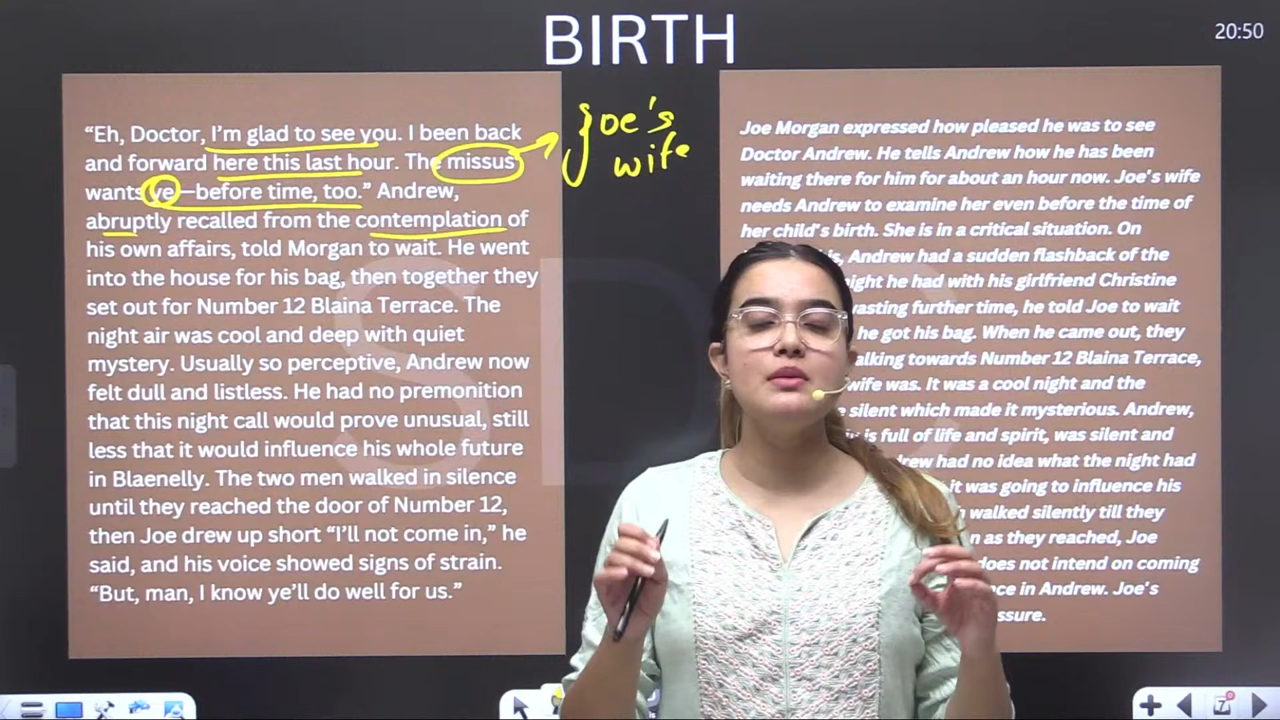 BIRTH
20:50
“Eh, Doctor, I’m glad to see you. I been back
and forward here this last hour. The missus
wants ye—before time, too.” Andrew,
abruptly recalled from the contemplation of
his own affairs, told Morgan to wait. He went
into the house for his bag, then together they
set out for Number 12 Blaina Terrace. The
night air was cool and deep with quiet
mystery. Usually so perceptive, Andrew now
felt dull and listless. He had no premonition
that this night call would prove unusual, still
less that it would influence his whole future
in Blaenelly. The two men walked in silence
until they reached the door of Number 12,
then Joe drew up short “I’ll not come in,” he
said, and his voice showed signs of strain.
“But, man, I know ye’ll do well for us.”
Joe's
wife
Joe Morgan expressed how pleased he was to see
Doctor Andrew. He tells Andrew how he has been
waiting there for him for about an hour now. Joe’s wife
needs Andrew to examine her even before the time of
her child’s birth. She is in a critical situation. On
Andrew had a sudden flashback of the
he had with his girlfriend Christine
further time, he told Joe to wait
he got his bag. When he came out, they
towards Number 12 Blaina Terrace,
wife was. It was a cool night and the
silent which made it mysterious. Andrew,
is full of life and spirit, was silent and
had no idea what the night had
it was going to influence his
walked silently till they
as they reached, Joe
does not intend on coming
in Andrew. Joe’s